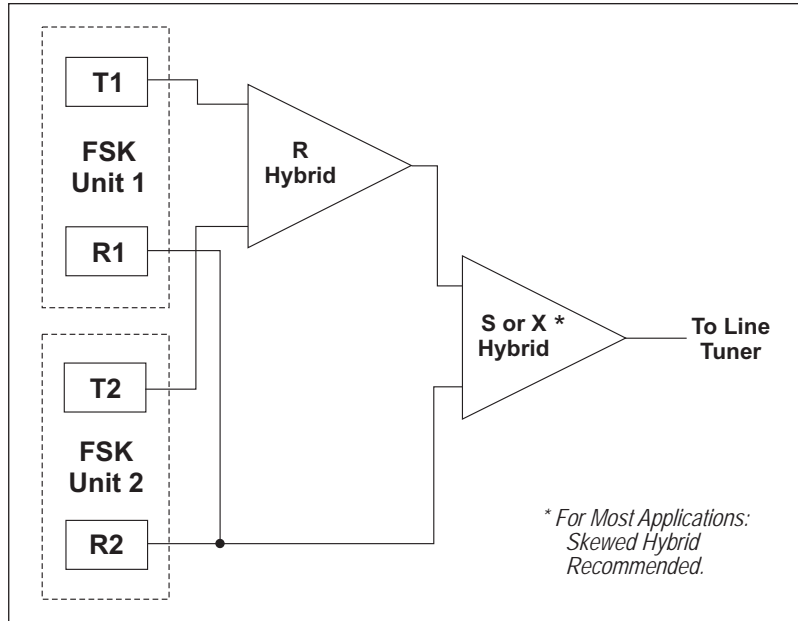 T1
FSK
Unit 1
R1
R
Hybrid
T2
FSK
Unit 2
R2
S or X *
Hybrid
To Line
Tuner
* For Most Applications:
Skewed Hybrid
Recommended.